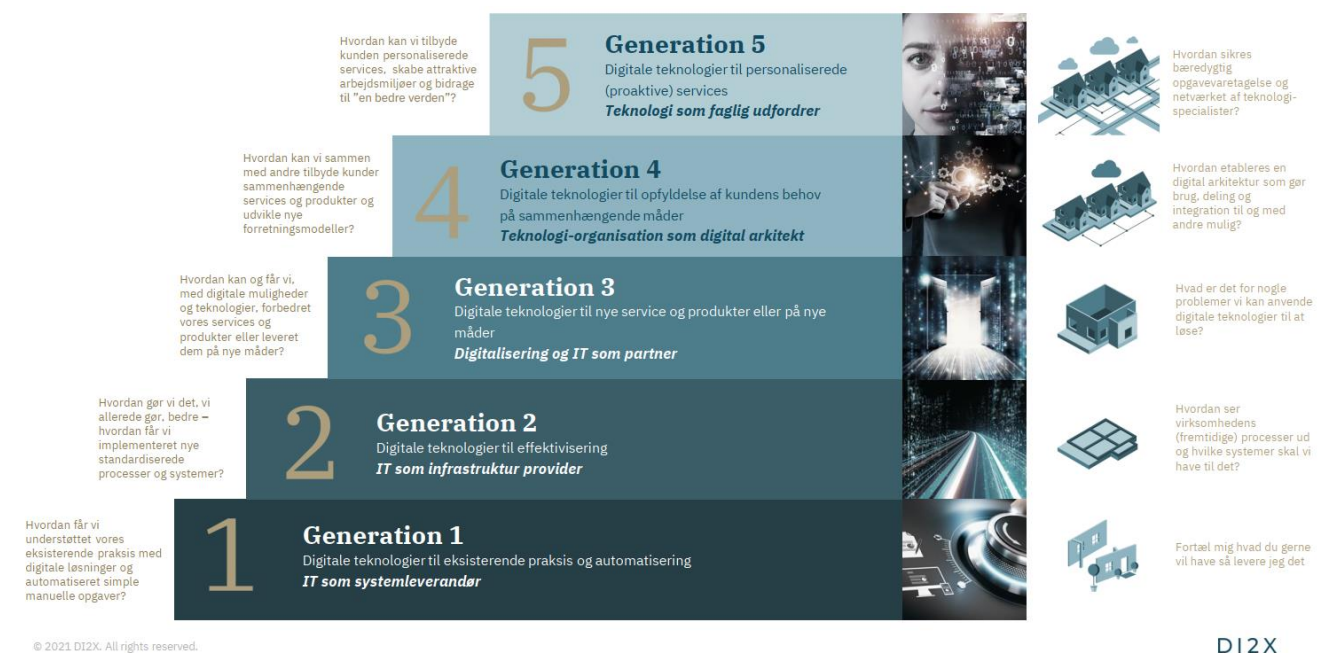 Hvordan kan vi tilbyde
kunden personaliserede
services, skabe attraktive
arbejdsmiljøer og bidrage
til ”en bedre verden”?
5
Generation 5
Digitale teknologier til personaliserede
(proaktive) services
Teknologi som faglig udfordrer
Hvordan sikres
bæredygtig
opgavevaretagelse og
netværket af teknologi-
specialister?
Hvordan kan vi sammen
med andre tilbyde kunder
sammenhængende
services og produkter og
udvikle nye
forretningsmodeller?
4
Generation 4
Digitale teknologier til opfyldelse af kundens behov
på sammenhængende måder
Teknologi-organisation som digital arkitekt
Hvordan etableres en
digital arkitektur som gør
brug, deling og
integration til og med
andre mulig?
Hvordan kan og får vi,
med digitale muligheder
og teknologier, forbedret
vores services og
produkter eller leveret
dem på nye måder?
3
Generation 3
Digitale teknologier til nye service og produkter eller på nye
måder
Digitalisering og IT som partner
Hvad er det for nogle
problemer vi kan anvende
digitale teknologier til at
løse?
Hvordan gør vi det, vi
allerede gør, bedre –
hvordan får vi
implementeret nye
standardiserede
processer og systemer?
2
Generation 2
Digitale teknologier til effektivisering
IT som infrastruktur provider
Hvordan ser
virksomhedens
(fremtidige) processer ud
og hvilke systemer skal vi
have til det?
Hvordan får vi
understøttet vores
eksisterende praksis med
digitale løsninger og
automatiseret simple
manuelle opgaver?
1
Generation 1
Digitale teknologier til eksisterende praksis og automatisering
IT som systemleverandør
Fortæl mig hvad du gerne
vil have så levere jeg det
© 2021 DI2X. All rights reserved.
DI2X